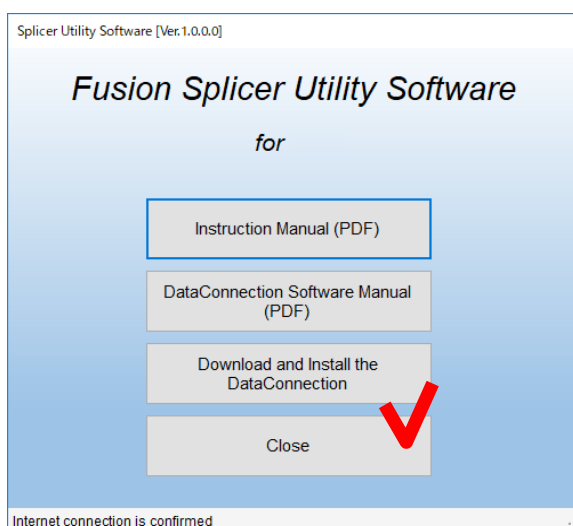 Splicer Utility Software [Ver.1.0.0.0]
Fusion Splicer Utility Software
for
Instruction Manual (PDF)
DataConnection Software Manual
(PDF)
Download and Install the
DataConnection
Close
Internet connection is confirmed